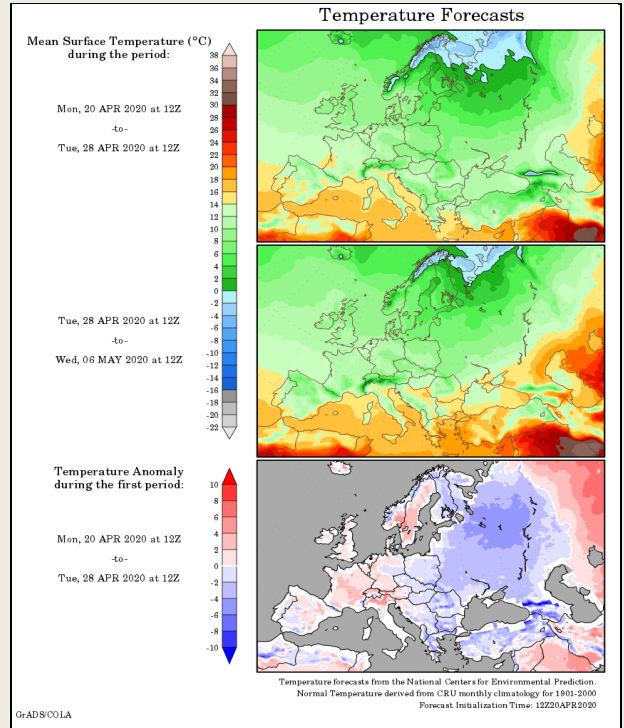 Temperature Forecasts
Mean Surface Temperature (°C)
during the period:
38
36
34
32
30
28
26
24
22
20
18
16
14
12
10
8
6
4
2
0
-2
-4
-6
-8
-10
-12
-14
-16
-18
-20
-22
Mon, 20 APR 2020 at 12Z
-to-
Tue, 28 APR 2020 at 12Z
Tue, 28 APR 2020 at 12Z
-to-
Wed, 06 MAY 2020 at 12Z
Temperature Anomaly
during the first period:
10
8
6
4
2
0
-2
-4
-6
-8
-10
Mon, 20 APR 2020 at 12Z
-to-
Tue, 28 APR 2020 at 12Z
Temperature forecasts from the National Centers for Environmental Prediction.
Normal Temperature derived from CRU monthly climatology for 1901-2000
Forecast Initialization Time: 12Z20APR2020
GrADS/COLA